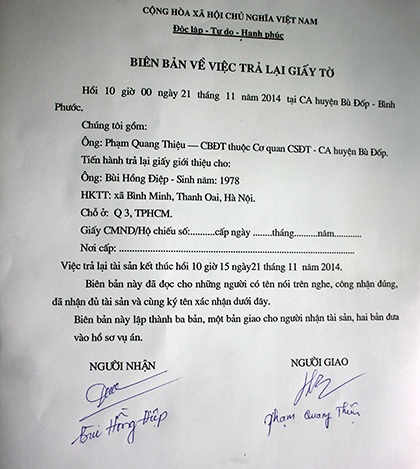 CỘNG HÒA XÃ HỘI CHỦ NGHĨA VIỆT NAM
Độc lập - Tự do - Hạnh phúc
BIÊN BẢN VỀ VIỆC TRẢ LẠI GIẤY TỜ
Hồi 10 giờ 00 ngày 21 tháng 11 năm 2014 tại CA huyện Bù Đốp - Bình
Phước.
Chúng tôi gồm:
Ông: Phạm Quang Thiệu — CBĐT thuộc Cơ quan CSĐT - CA huyện Bù Đốp.
Tiến hành trả lại giấy giới thiệu cho:
Ông: Bùi Hồng Điệp - Sinh năm: 1978
HKTT: xã Bình Minh, Thanh Oai, Hà Nội.
Chỗ ở: Q 3, TPHCM.
Giấy CMND/Hộ chiếu số:..........cấp ngày ........tháng..........năm...........
Nơi cấp: ..............................................................................
Việc trả lại tài sản kết thúc hồi 10 giờ 15 ngày21 tháng 11 năm 2014.
Biên bản này đã đọc cho những người có tên nói trên nghe, công nhận đúng,
đã nhận đủ tài sản và cùng ký tên xác nhận dưới đây.
Biên bản này lập thành ba bản, một bản giao cho người nhận tài sản, hai bản đưa
vào hồ sơ vụ án.
NGƯỜI NHẬN NGƯỜI GIAO
Bùi Hồng Điệp Phạm Quang Thiệu